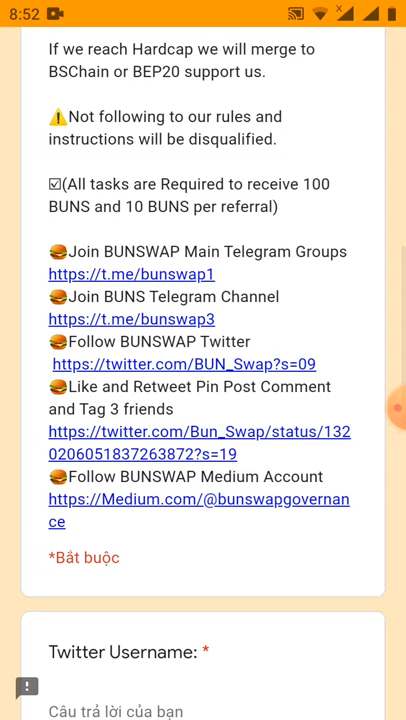 8:52
If we reach Hardcap we will merge to
BSChain or BEP20 support us.
⚠️Not following to our rules and
instructions will be disqualified.
☑️(All tasks are Required to receive 100
BUNS and 10 BUNS per referral)
🍔Join BUNSWAP Main Telegram Groups
https://t.me/bunswap1
🍔Join BUNS Telegram Channel
https://t.me/bunswap3
🍔Follow BUNSWAP Twitter
https://twitter.com/BUN_Swap?s=09
🍔Like and Retweet Pin Post Comment
and Tag 3 friends
https://twitter.com/Bun_Swap/status/132
0206051837263872?s=19
🍔Follow BUNSWAP Medium Account
https://Medium.com/@bunswapgovernan
ce
*Bắt buộc
Twitter Username: *
Câu trả lời của bạn